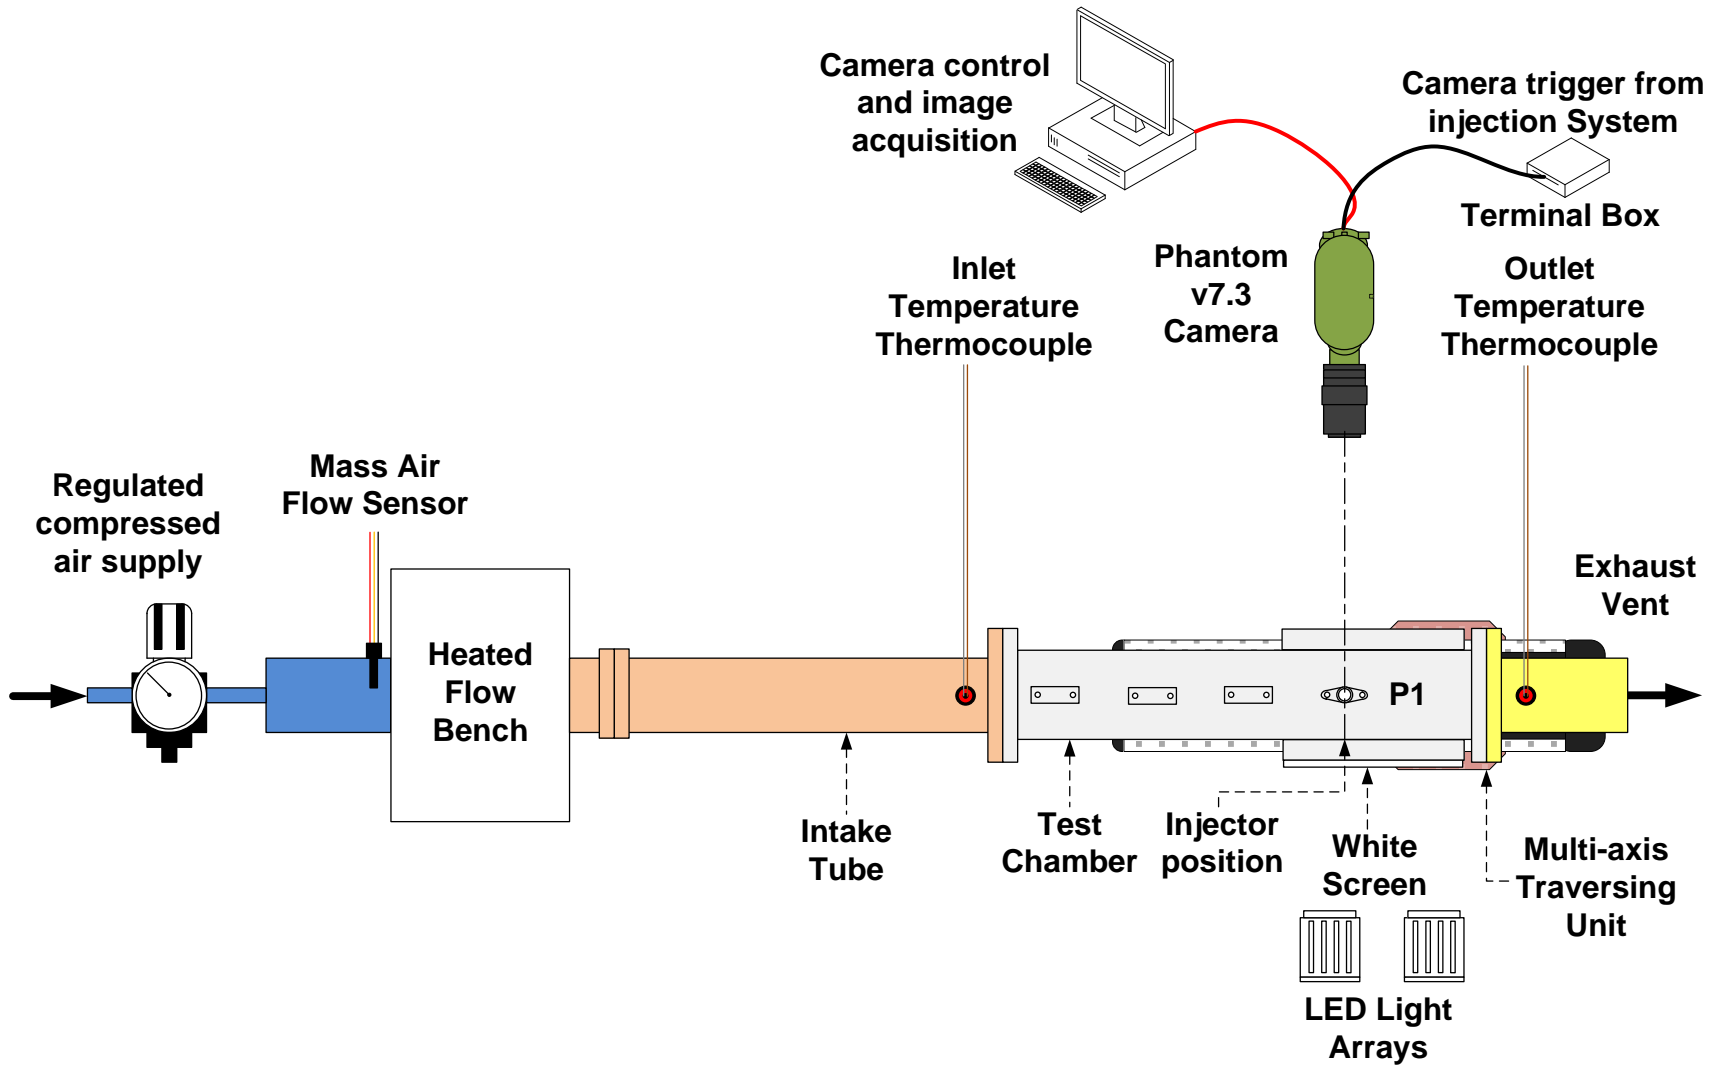 Camera control
and image
acquisition
Camera trigger from
injection System
Terminal Box
Phantom
v7.3
Camera
Inlet
Temperature
Thermocouple
Outlet
Temperature
Thermocouple
Regulated
compressed
air supply
Mass Air
Flow Sensor
Heated
Flow
Bench
Exhaust
Vent
P1
Intake
Tube
Test
Chamber
Injector
position
White
Screen
Multi-axis
Traversing
Unit
LED Light
Arrays